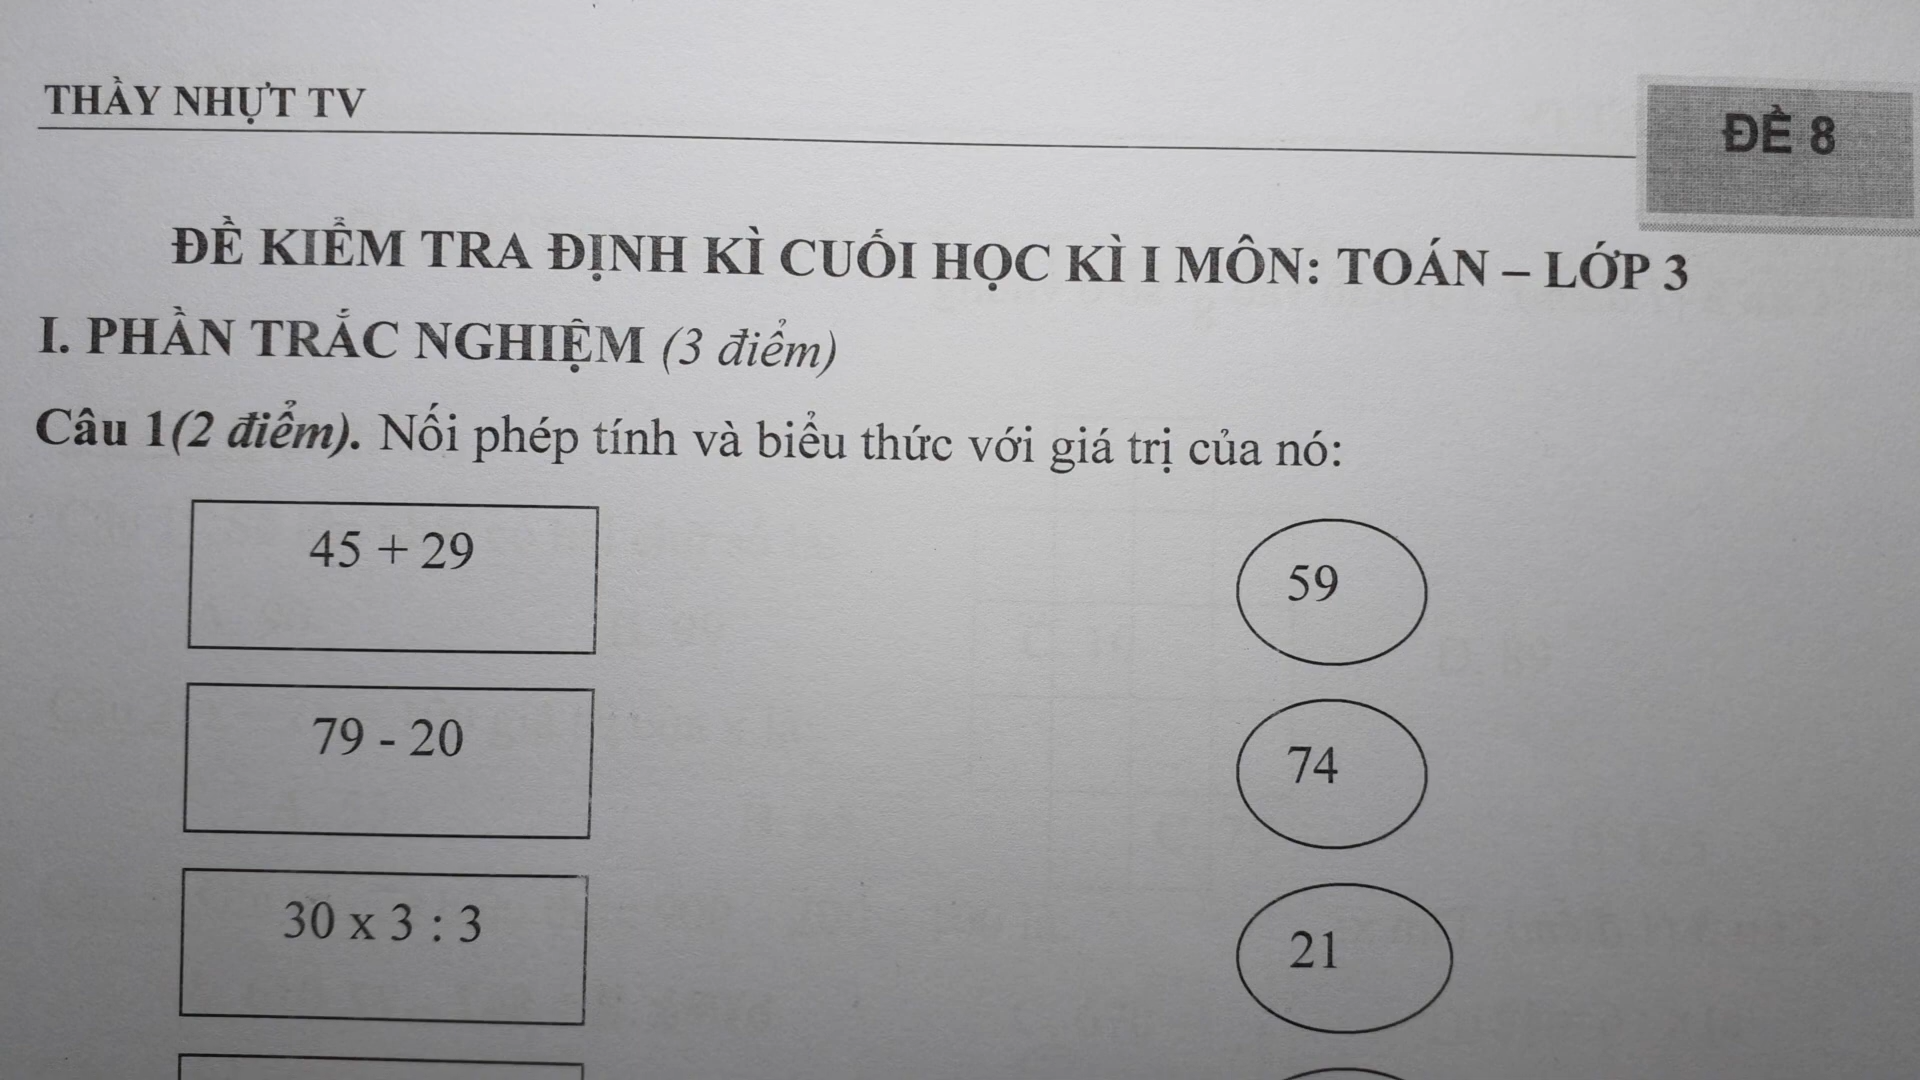 THẦY NHỰT TV
ĐỀ 8
ĐỀ KIỂM TRA ĐỊNH KÌ CUỐI HỌC KÌ I MÔN: TOÁN – LỚP 3
I. PHẦN TRẮC NGHIỆM (3 điểm)
Câu 1(2 điểm). Nối phép tính và biểu thức với giá trị của nó:
45 + 29
59
79 - 20
74
30 x 3 : 3
21